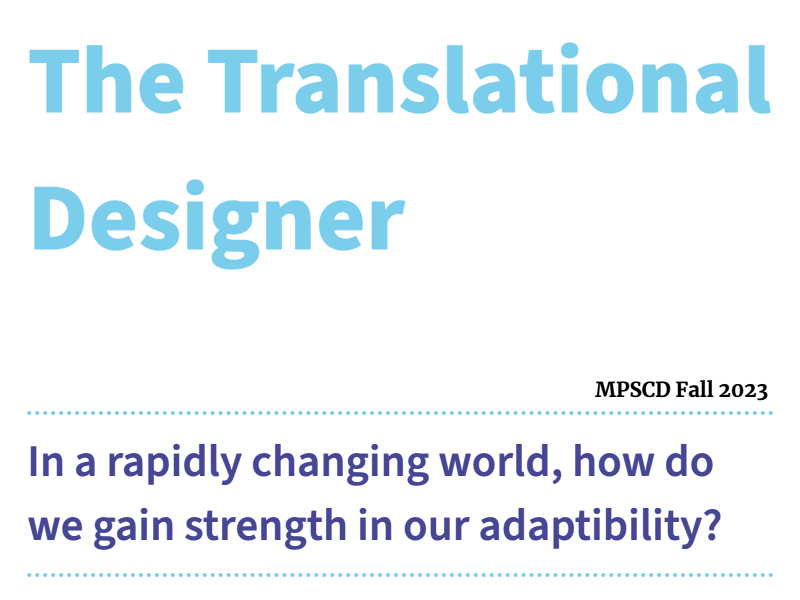 The Translational
Designer
MPSCD Fall 2023
In a rapidly changing world, how do
we gain strength in our adaptibility?